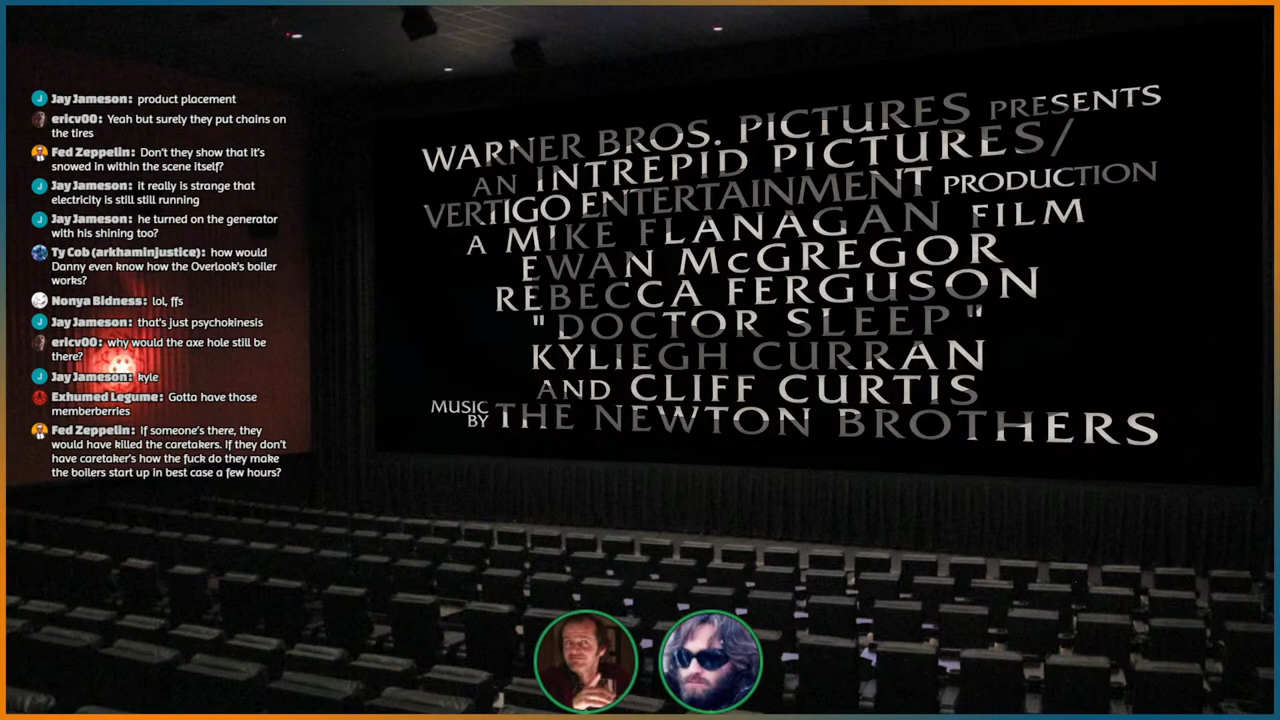 Jay Jameson: product placement
ericv00: Yeah but surely they put chains on
the tires
Fed Zeppelin: Don't they show that it's
snowed in within the scene itself?
Jay Jameson: it really is strange that
electricity is still still running
Jay Jameson: he turned on the generator
with his shining too?
Ty Cob (arkhaminjustice): how would
Danny even know how the Overlook's boiler
works?
Nonya Bidness: lol, ffs
Jay Jameson: that's just psychokinesis
ericv00: why would the axe hole still be
there?
Jay Jameson: kyle
Exhumed Legume: Gotta have those
memberberries
Fed Zeppelin: If someone's there, they
would have killed the caretakers. If they don't
have caretaker's how the fuck do they make
the boilers start up in best case a few hours?
WARNER BROS. PICTURES PRESENTS
AN INTREPID PICTURES/
VERTIGO ENTERTAINMENT PRODUCTION
A MIKE FLANAGAN FILM
EWAN McGREGOR
REBECCA FERGUSON
"DOCTOR SLEEP"
KYLIEGH CURRAN
AND CLIFF CURTIS
MUSIC BY THE NEWTON BROTHERS